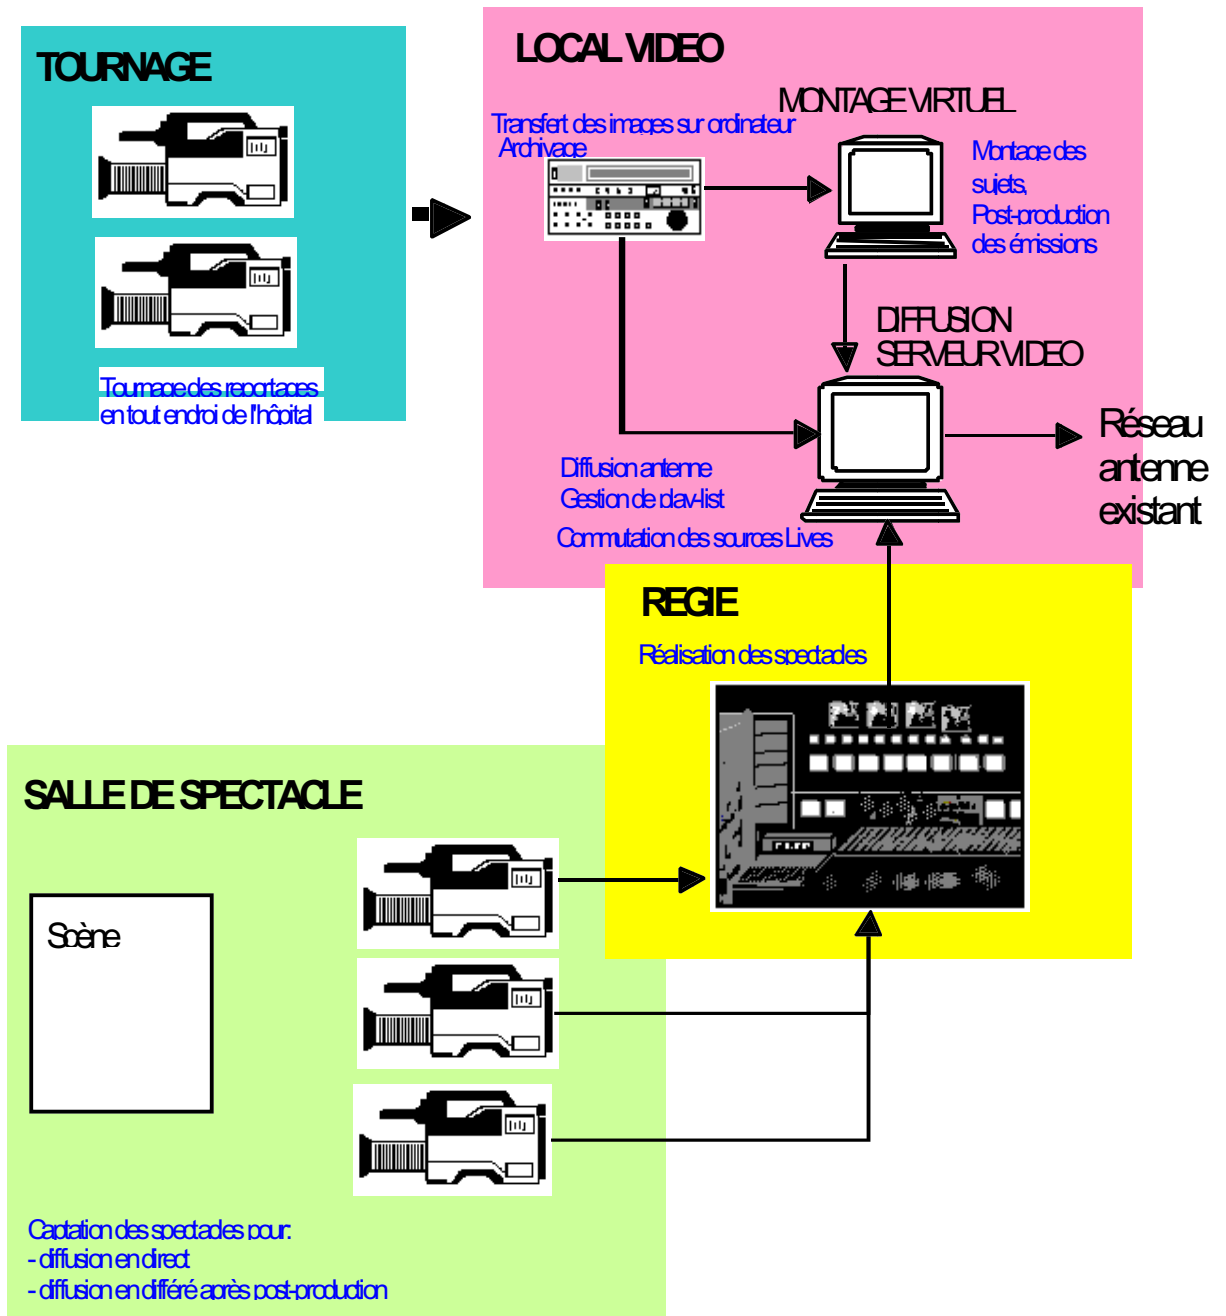 TOURNAGE
Tournage des reportages
en tout endroi de l'hôpital
LOCAL VIDEO
MONTAGE VIRTUEL
Transfert des images sur ordinateur
Archivage
Montage des
sujets,
Post-production
des émissions
DIFFUSION
SERVEUR VIDEO
Diffusion antenne
Gestion de play-list
Commutation des sources Lives
Réseau
antenne
existant
REGIE
Réalisation des spectacles
SALLE DE SPECTACLE
Scène
Captation des spectacles pour:
- diffusion en direct
- diffusion en différé après post-production